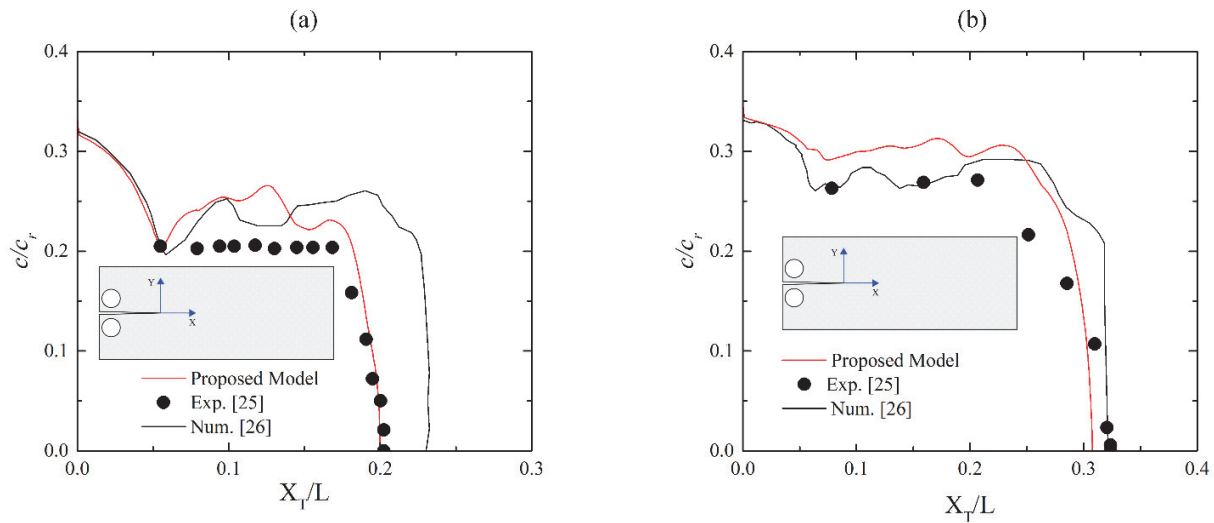 (a)
0.4
0.3
0.2
0.1
0.0
c/c_r
0.0 0.1 0.2 0.3
X_T/L
Y
X
Proposed Model
Exp. [25]
Num. [26]
(b)
0.4
0.3
0.2
0.1
0.0
c/c_r
0.0 0.1 0.2 0.3 0.4
X_T/L
Y
X
Proposed Model
Exp. [25]
Num. [26]